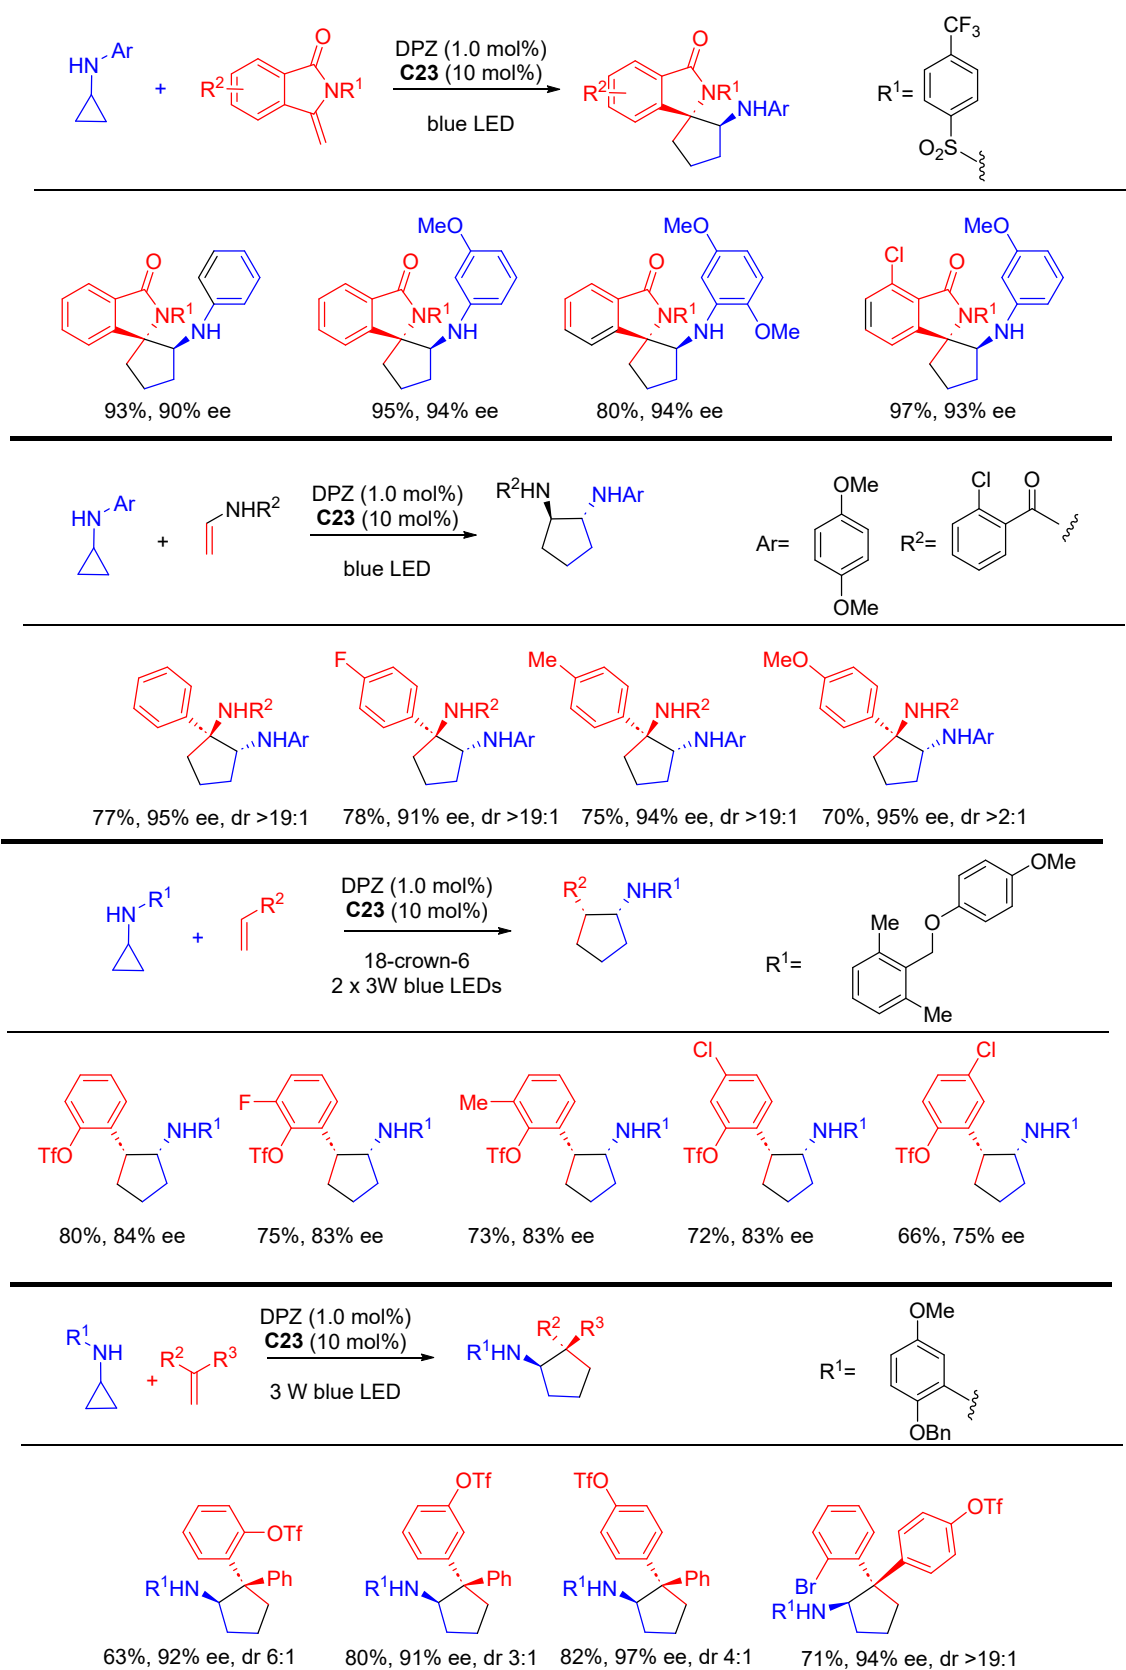 HN Ar + R² O NR¹ DPZ (1.0 mol%) C23 (10 mol%) blue LED R² O NR¹ NHAr R¹= CF₃ O₂S
O NR¹ NH
MeO O NR¹ NH
MeO O NR¹ NH OMe
Cl MeO O NR¹ NH
93%, 90% ee
95%, 94% ee
80%, 94% ee
97%, 93% ee
HN Ar + NHR² DPZ (1.0 mol%) C23 (10 mol%) blue LED R²HN NHAr Ar= OMe OMe R²= Cl O
NHR² NHAr
F NHR² NHAr
Me NHR² NHAr
MeO NHR² NHAr
77%, 95% ee, dr >19:1
78%, 91% ee, dr >19:1
75%, 94% ee, dr >19:1
70%, 95% ee, dr >2:1
HN R¹ + R² DPZ (1.0 mol%) C23 (10 mol%) 18-crown-6 2 x 3W blue LEDs R² NHR¹ R¹= Me O OMe Me
TfO NHR¹
F TfO NHR¹
Me TfO NHR¹
Cl TfO NHR¹
Cl TfO NHR¹
80%, 84% ee
75%, 83% ee
73%, 83% ee
72%, 83% ee
66%, 75% ee
R¹ NH + R² R³ DPZ (1.0 mol%) C23 (10 mol%) 3 W blue LED R¹HN R² R³ R¹= OMe OBn
OTf R¹HN Ph
OTf R¹HN Ph
TfO R¹HN Ph
OTf Br R¹HN
63%, 92% ee, dr 6:1
80%, 91% ee, dr 3:1
82%, 97% ee, dr 4:1
71%, 94% ee, dr >19:1